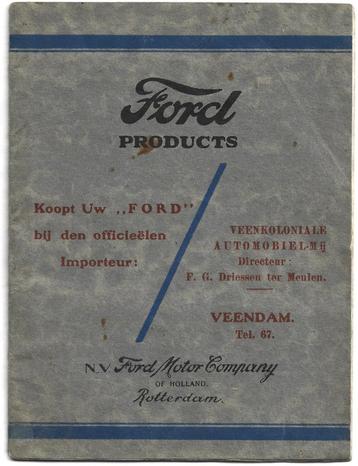 Ford
PRODUCTS
Koopt Uw „FORD"
bij den officieëlen
Importeur:
VEENKOLONIALE
AUTOMOBIEL-Mij
Directeur:
F. G. Driessen ter Meulen.
VEENDAM.
Tel. 67.
N.V. Ford Motor Company
OF HOLLAND.
Rotterdam.